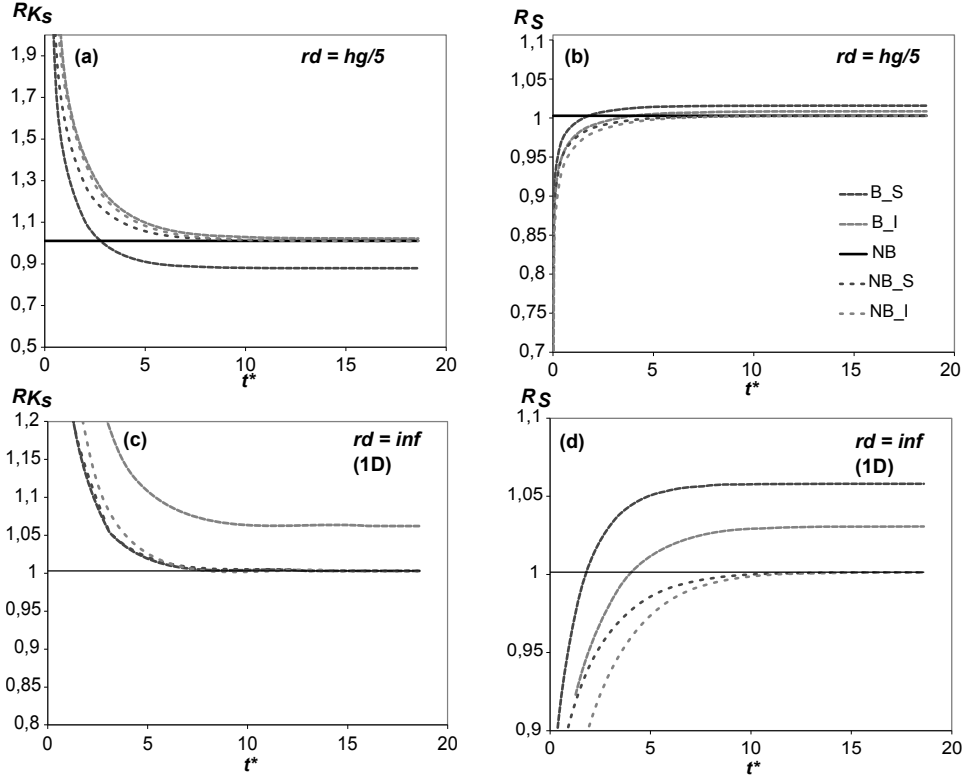 RKs
1,9
1,7
1,5
1,3
1,1
0,9
0,7
0,5
(a)
rd = hg/5
0
5
10
15
20
t*
RS
1,1
1,05
1
0,95
0,9
0,85
0,8
0,75
0,7
(b)
rd = hg/5
B_S
B_I
NB
NB_S
NB_I
0
5
10
15
20
t*
RKs
1,2
1,15
1,1
1,05
1
0,95
0,9
0,85
0,8
(c)
rd = inf
(1D)
0
5
10
15
20
t*
RS
1,1
1,05
1
0,95
0,9
(d)
rd = inf
(1D)
0
5
10
15
20
t*